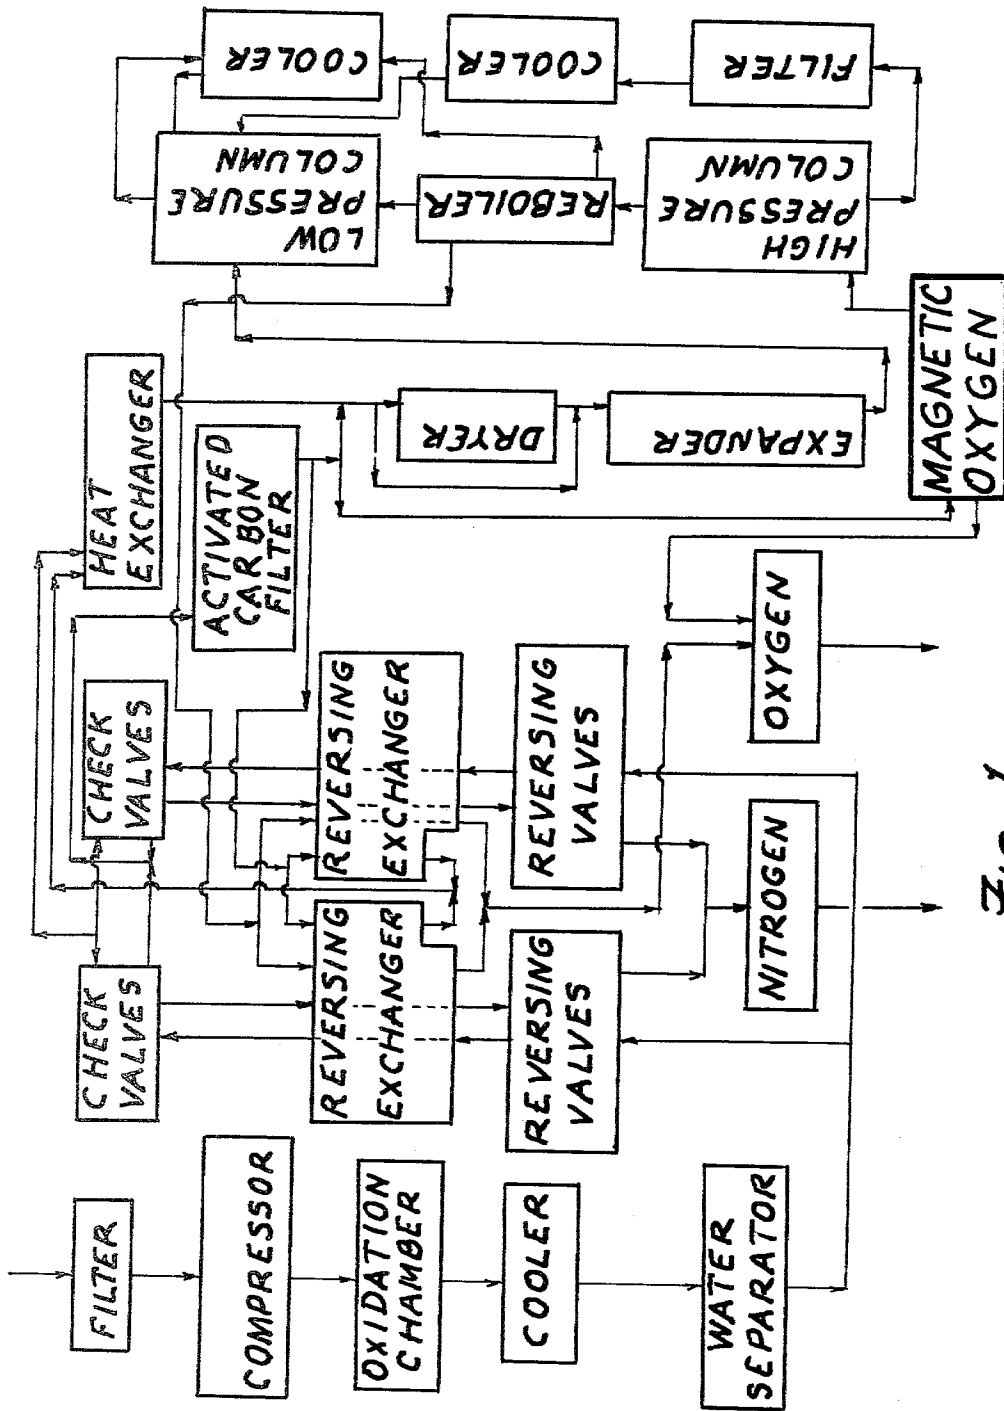 FILTER
COMPRESSOR
OXIDATION
CHAMBER
COOLER
WATER
SEPARATOR
CHECK
VALVES
REVERSING
EXCHANGER
REVERSING
VALVES
NITROGEN
CHECK
VALVES
REVERSING
EXCHANGER
REVERSING
VALVES
OXYGEN
HEAT
EXCHANGER
ACTIVATED
CARBON
FILTER
DRYER
EXPANDER
MAGNETIC
OXYGEN
LOW
PRESSURE
COLUMN
REBOILER
HIGH
PRESSURE
COLUMN
COOLER
COOLER
FILTER